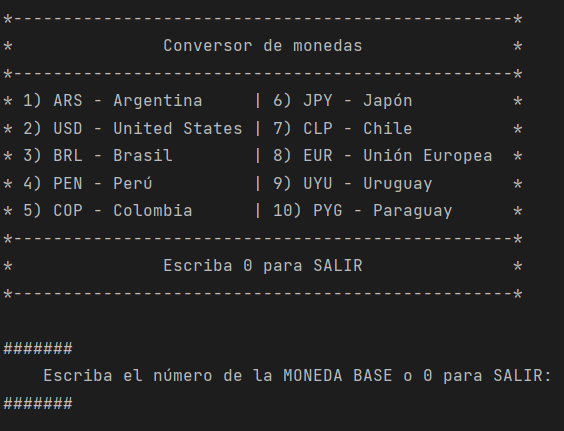 *--------------------------------------------------*
*               Conversor de monedas               *
*--------------------------------------------------*
* 1) ARS - Argentina     | 6) JPY - Japón          *
* 2) USD - United States | 7) CLP - Chile          *
* 3) BRL - Brasil        | 8) EUR - Unión Europea  *
* 4) PEN - Perú          | 9) UYU - Uruguay        *
* 5) COP - Colombia      | 10) PYG - Paraguay      *
*--------------------------------------------------*
*               Escriba 0 para SALIR               *
*--------------------------------------------------*

#######
    Escriba el número de la MONEDA BASE o 0 para SALIR:
#######